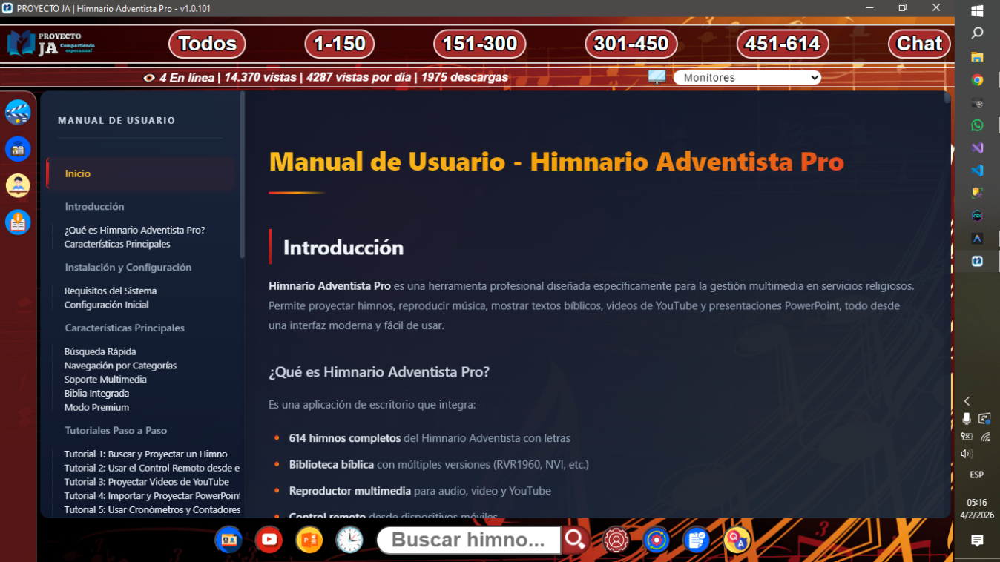 PROYECTO JA | Himnario Adventista Pro - v1.0.101
PROYECTO
JA Compartiendo
esperanza!
Todos
1-150
151-300
301-450
451-614
Chat
4 En línea | 14.370 vistas | 4287 vistas por día | 1975 descargas
Monitores
MANUAL DE USUARIO
Inicio
Introducción
¿Qué es Himnario Adventista Pro?
Características Principales
Instalación y Configuración
Requisitos del Sistema
Configuración Inicial
Características Principales
Búsqueda Rápida
Navegación por Categorías
Soporte Multimedia
Biblia Integrada
Modo Premium
Tutoriales Paso a Paso
Tutorial 1: Buscar y Proyectar un Himno
Tutorial 2: Usar el Control Remoto desde e
Tutorial 3: Proyectar Videos de YouTube
Tutorial 4: Importar y Proyectar PowerPoint
Tutorial 5: Usar Cronómetros y Contadores
Manual de Usuario - Himnario Adventista Pro
Introducción
Himnario Adventista Pro es una herramienta profesional diseñada específicamente para la gestión multimedia en servicios religiosos.
Permite proyectar himnos, reproducir música, mostrar textos bíblicos, videos de YouTube y presentaciones PowerPoint, todo desde
una interfaz moderna y fácil de usar.
¿Qué es Himnario Adventista Pro?
Es una aplicación de escritorio que integra:
614 himnos completos del Himnario Adventista con letras
Biblioteca bíblica con múltiples versiones (RVR1960, NVI, etc.)
Reproductor multimedia para audio, video y YouTube
Control remoto desde dispositivos móviles
Buscar himno...
Q
A
ESP
05:16
4/2/2026